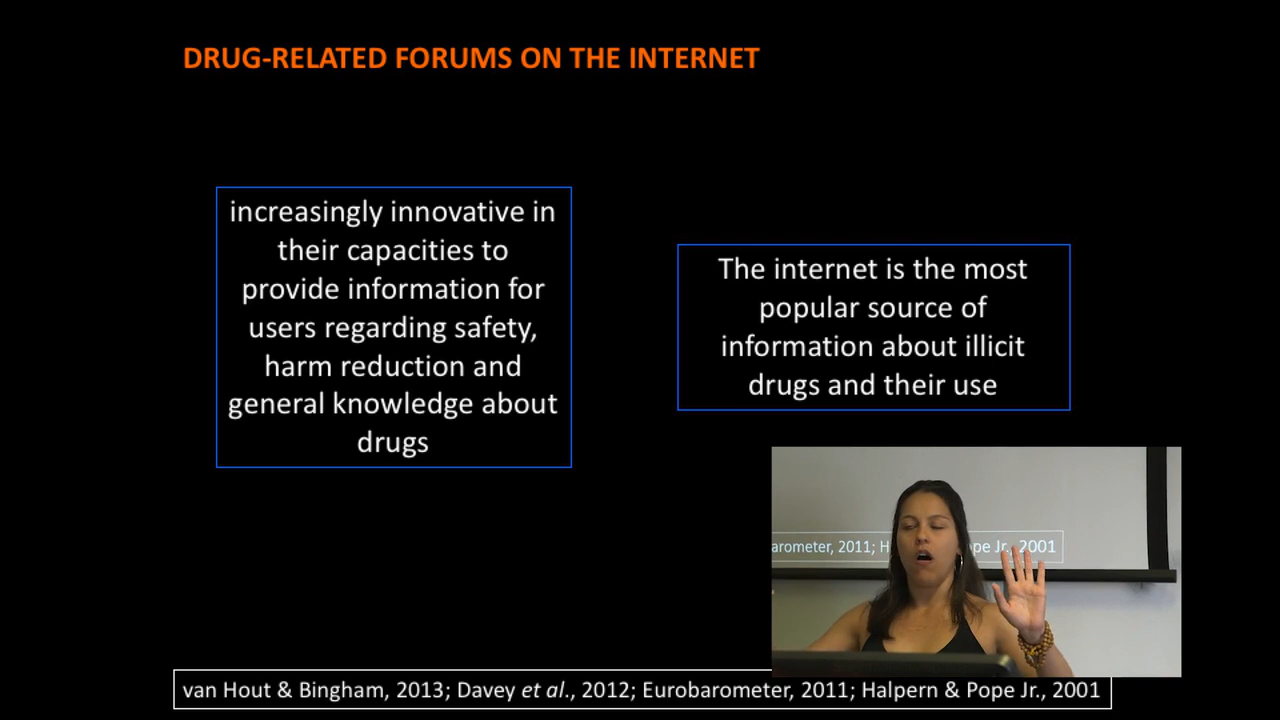 DRUG-RELATED FORUMS ON THE INTERNET
increasingly innovative in
their capacities to
provide information for
users regarding safety,
harm reduction and
general knowledge about
drugs
The internet is the most
popular source of
information about illicit
drugs and their use
arometer, 2011; H
pe Jr., 2001
van Hout & Bingham, 2013; Davey et al., 2012; Eurobarometer, 2011; Halpern & Pope Jr., 2001